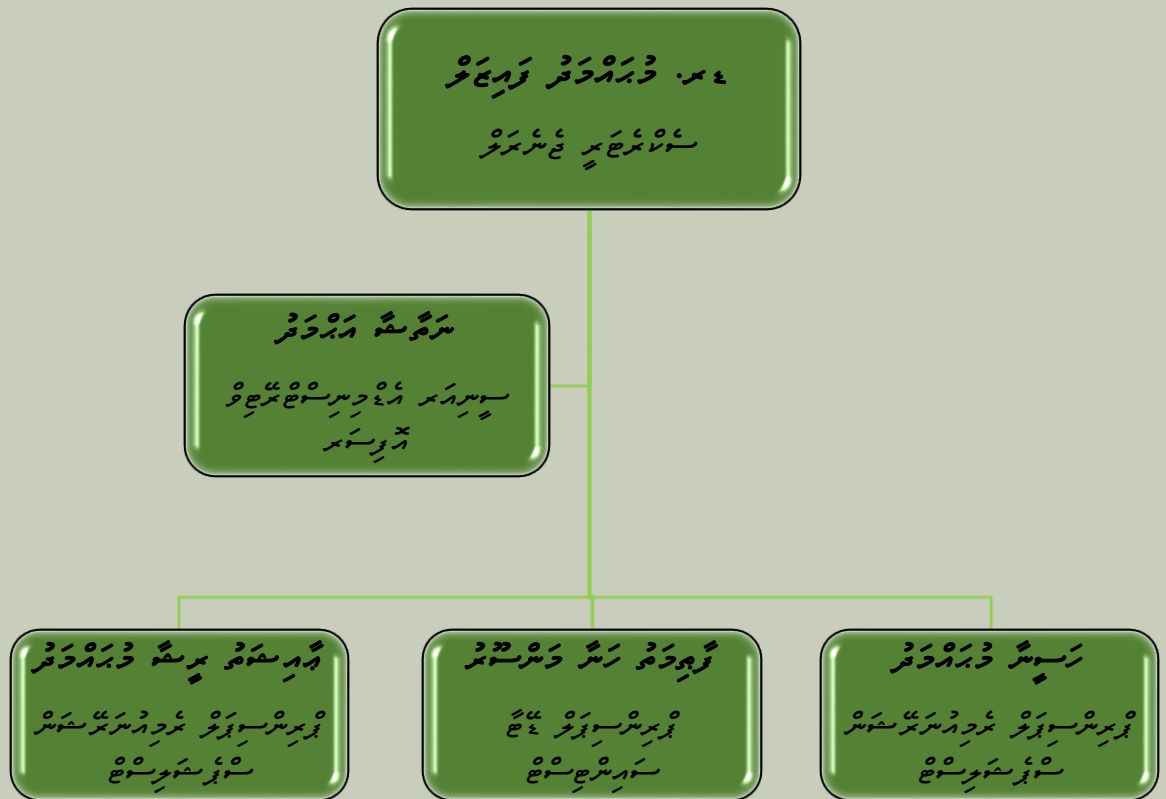 ޑރ. މުޙައްމަދު ފައިޒަލް
ސެކްރެޓަރީ ޖެނެރަލް
ނަތާޝާ އަޙްމަދު
ސީނިއަރ އެޑްމިނިސްޓްރޭޓިވް
އޮފިސަރ
ހަސީނާ މުޙައްމަދު
ޕްރިންސިޕަލް ރެމިއުނަރޭޝަން
ސްޕެޝަލިސްޓް
ފާޠިމަތު ހަނާ މަންސޫރު
ޕްރިންސިޕަލް ޑޭޓާ
ސައިންޓިސްޓް
ޢާއިޝަތު ރީޝާ މުޙައްމަދު
ޕްރިންސިޕަލް ރެމިއުނަރޭޝަން
ސްޕެޝަލިސްޓް